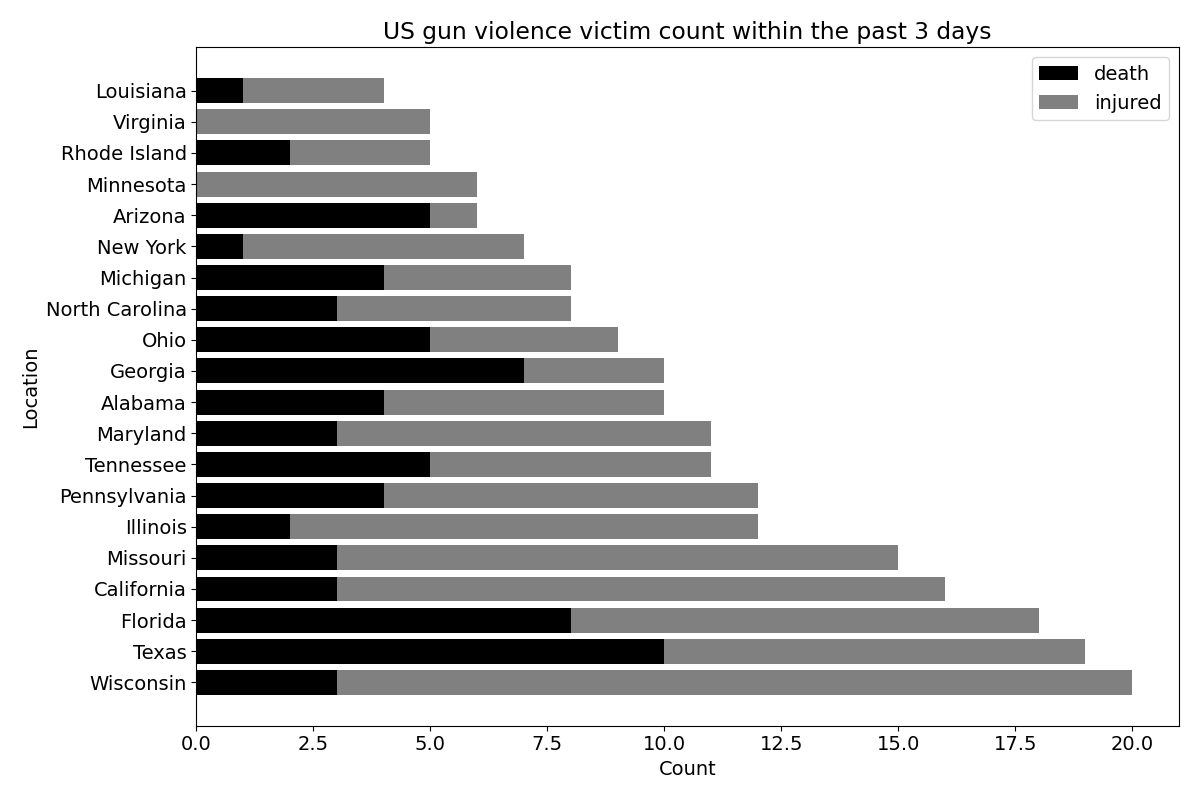 US gun violence victim count within the past 3 days
death
injured
Location
Louisiana
Virginia
Rhode Island
Minnesota
Arizona
New York
Michigan
North Carolina
Ohio
Georgia
Alabama
Maryland
Tennessee
Pennsylvania
Illinois
Missouri
California
Florida
Texas
Wisconsin
0.0 2.5 5.0 7.5 10.0 12.5 15.0 17.5 20.0
Count